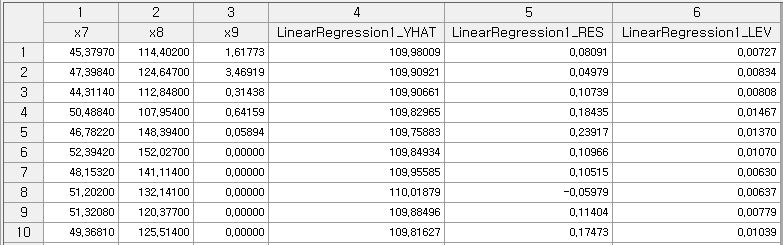 1 2 3 4 5 6
x7 x8 x9 LinearRegression1_YHAT LinearRegression1_RES LinearRegression1_LEV
1 45,37970 114,40200 1,61773 109,98009 0,08091 0,00727
2 47,39840 124,64700 3,46919 109,90921 0,04979 0,00834
3 44,31140 112,84800 0,31438 109,90661 0,10739 0,00808
4 50,48840 107,95400 0,64159 109,82965 0,18435 0,01467
5 46,78220 148,39400 0,05894 109,75883 0,23917 0,01370
6 52,39420 152,02700 0,00000 109,84934 0,10966 0,01070
7 48,15320 141,11400 0,00000 109,95585 0,10515 0,00630
8 51,20200 132,14100 0,00000 110,01879 -0,05979 0,00637
9 51,32080 120,37700 0,00000 109,88496 0,11404 0,00779
10 49,36810 125,51400 0,00000 109,81627 0,17473 0,01039